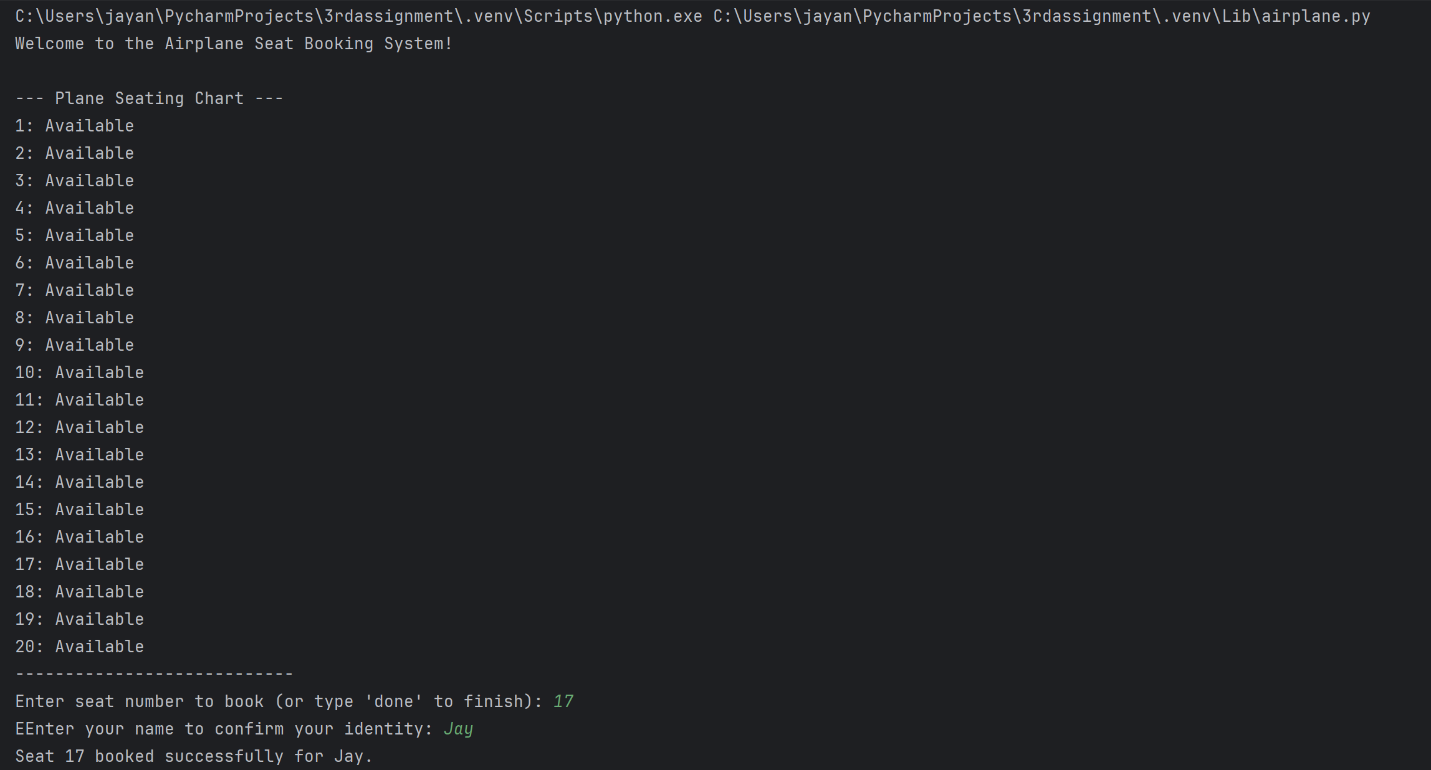 C:\Users\jayan\PycharmProjects\3rdassignment\.venv\Scripts\python.exe C:\Users\jayan\PycharmProjects\3rdassignment\.venv\Lib\airplane.py
Welcome to the Airplane Seat Booking System!
--- Plane Seating Chart ---
1: Available
2: Available
3: Available
4: Available
5: Available
6: Available
7: Available
8: Available
9: Available
10: Available
11: Available
12: Available
13: Available
14: Available
15: Available
16: Available
17: Available
18: Available
19: Available
20: Available
----------------------------
Enter seat number to book (or type 'done' to finish): 17
EEnter your name to confirm your identity: Jay
Seat 17 booked successfully for Jay.